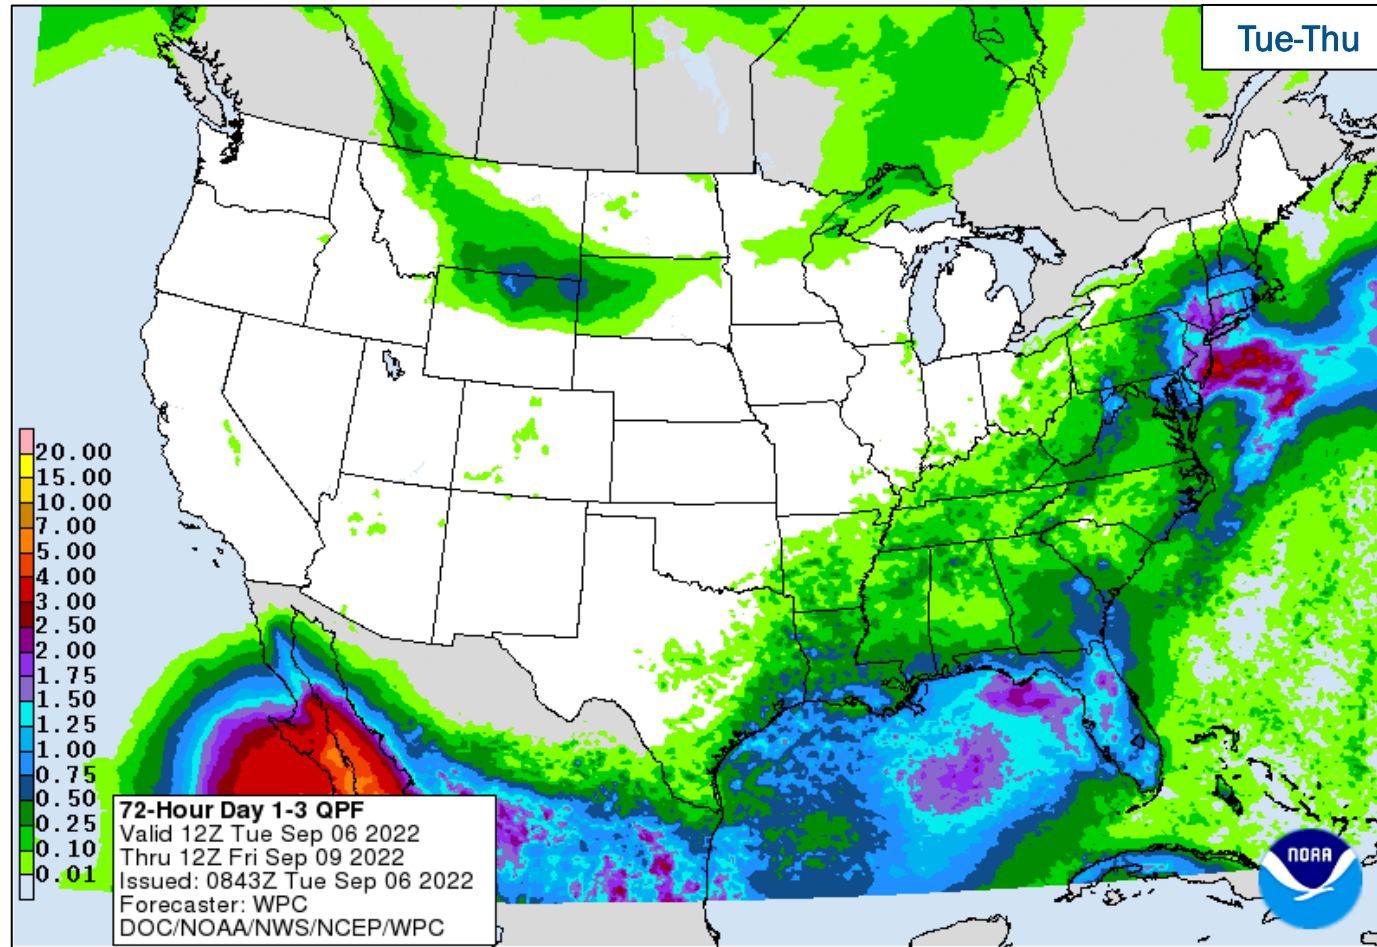 Tue-Thu
20.00
15.00
10.00
7.00
5.00
4.00
3.00
2.50
2.00
1.75
1.50
1.25
1.00
0.75
0.50
0.25
0.10
0.01
72-Hour Day 1-3 QPF
Valid 12Z Tue Sep 06 2022
Thru 12Z Fri Sep 09 2022
Issued: 0843Z Tue Sep 06 2022
Forecaster: WPC
DOC/NOAA/NWS/NCEP/WPC
NOAA